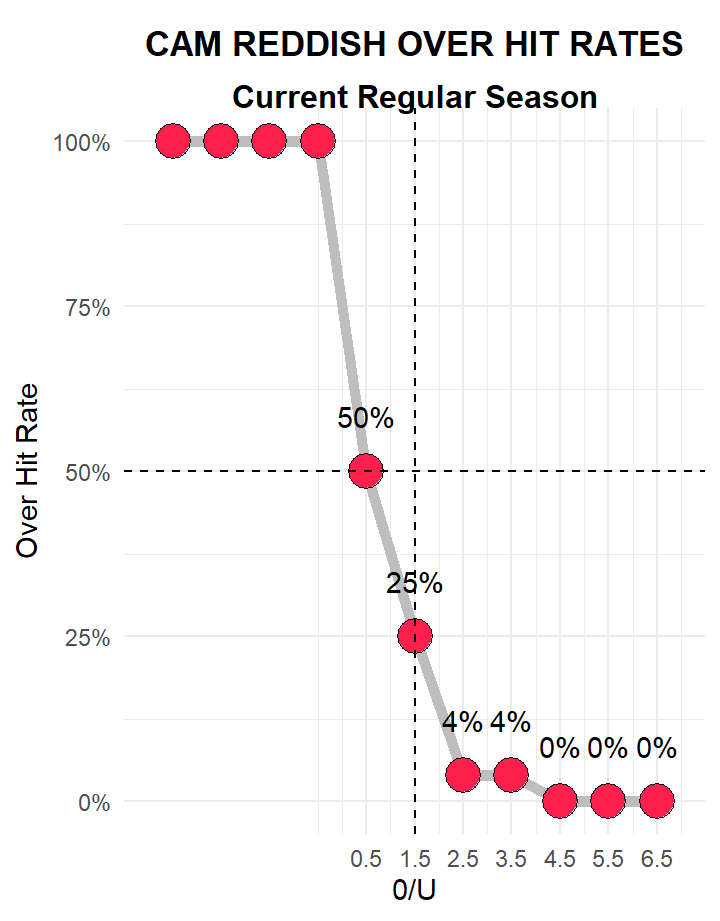 CAM REDDISH OVER HIT RATES
Current Regular Season
Over Hit Rate
100%
75%
50%
25%
0%
50%
25%
4% 4%
0% 0% 0%
0.5 1.5 2.5 3.5 4.5 5.5 6.5
0/U